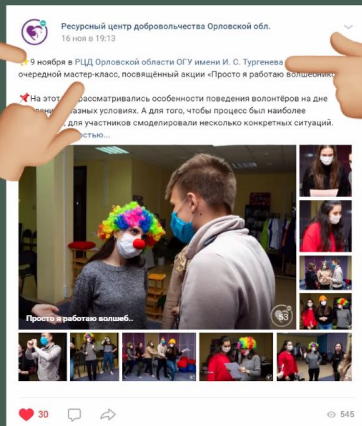 Ресурсный центр добровольчества Орловской обл.
16 ноя в 19:13
9 ноября в РЦД Орловской области ОГУ имени И. С. Тургенева
очередной мастер-класс, посвящённый акции «Просто я работаю волшебник
На этот рассматривались особенности поведения волонтёров на дне
разных условиях. А для того, чтобы процесс был наиболее
для участников смоделировали несколько конкретных ситуаций.
Просто я работаю волшеб..
30
545